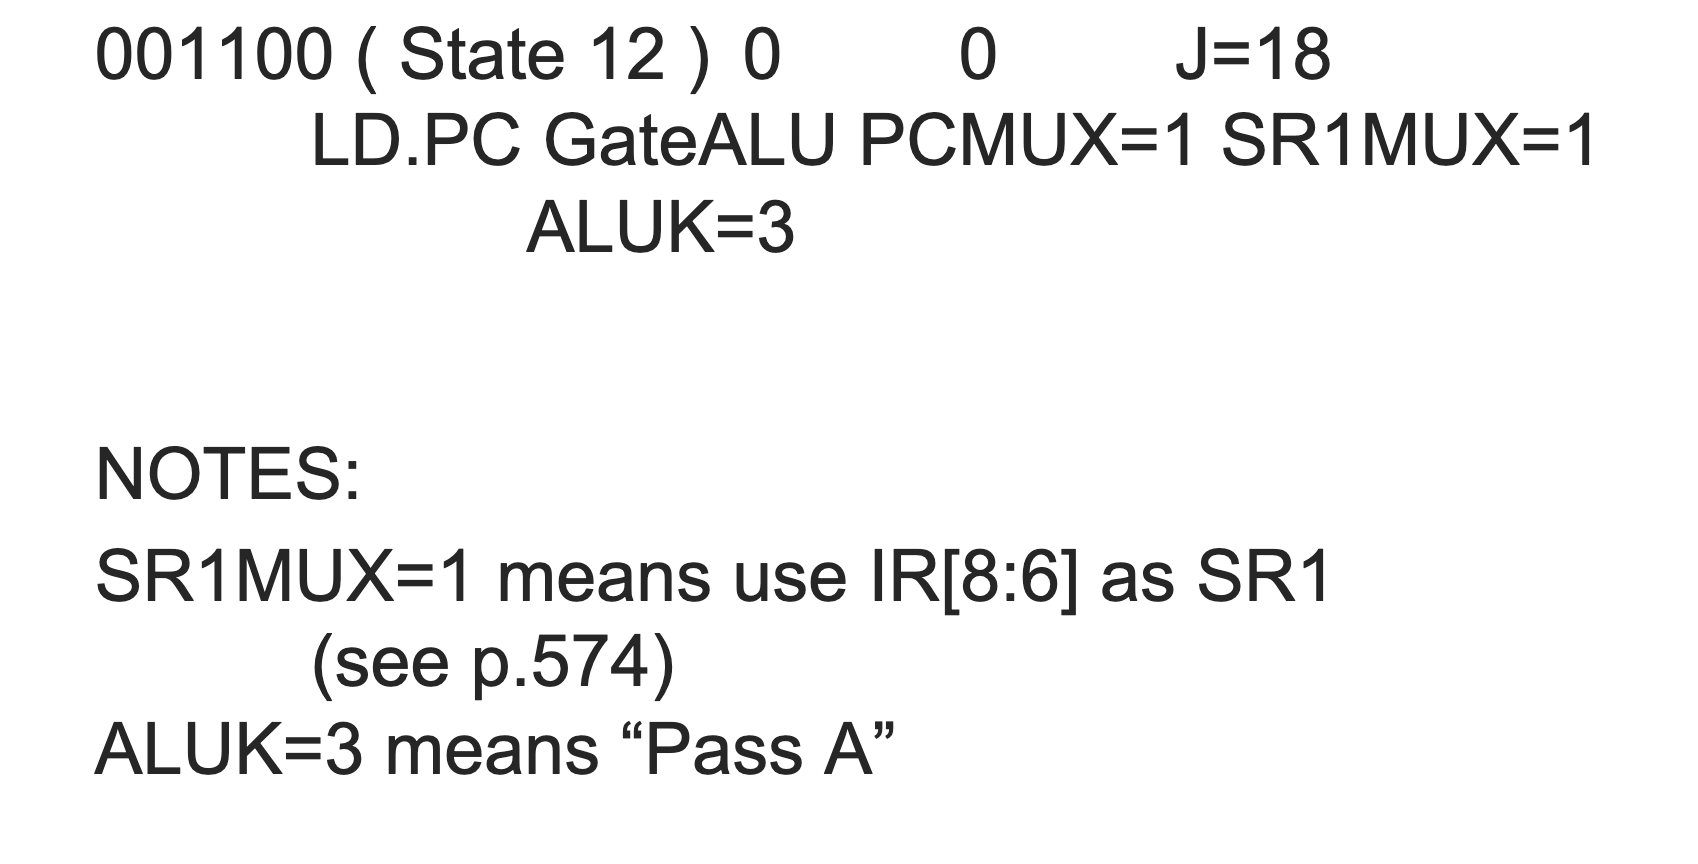 001100 ( State 12 ) 0 0 J=18
LD.PC GateALU PCMUX=1 SR1MUX=1
ALUK=3
NOTES:
SR1MUX=1 means use IR[8:6] as SR1
(see p.574)
ALUK=3 means “Pass A”